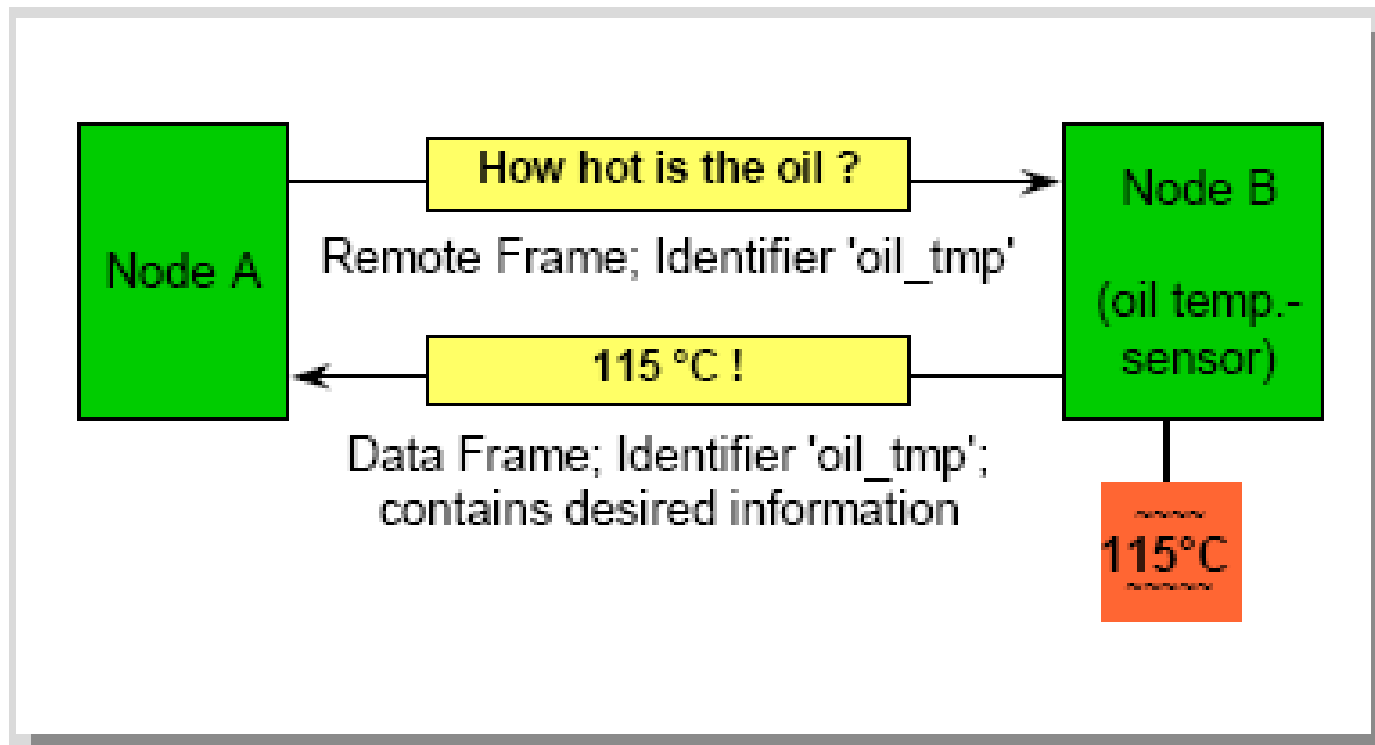 How hot is the oil ?
Node A
Remote Frame; Identifier 'oil_tmp'
Node B
(oil temp.-
sensor)
115 °C !
Data Frame; Identifier 'oil_tmp';
contains desired information
~~~~
115°C
~~~~~